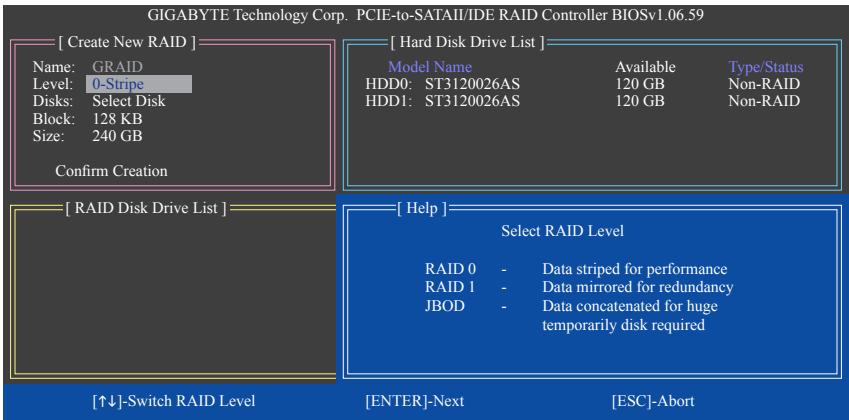 GIGABYTE Technology Corp. PCIE-to-SATAII/IDE RAID Controller BIOSv1.06.59
[ Create New RAID ]
Name: GRAID
Level: 0-Stripe
Disks: Select Disk
Block: 128 KB
Size: 240 GB
Confirm Creation
[ Hard Disk Drive List ]
Model Name Available Type/Status
HDD0: ST3120026AS 120 GB Non-RAID
HDD1: ST3120026AS 120 GB Non-RAID
[ RAID Disk Drive List ]
[ Help ]
Select RAID Level
RAID 0 - Data striped for performance
RAID 1 - Data mirrored for redundancy
JBOD - Data concatenated for huge
temporarily disk required
[↑↓]-Switch RAID Level [ENTER]-Next [ESC]-Abort